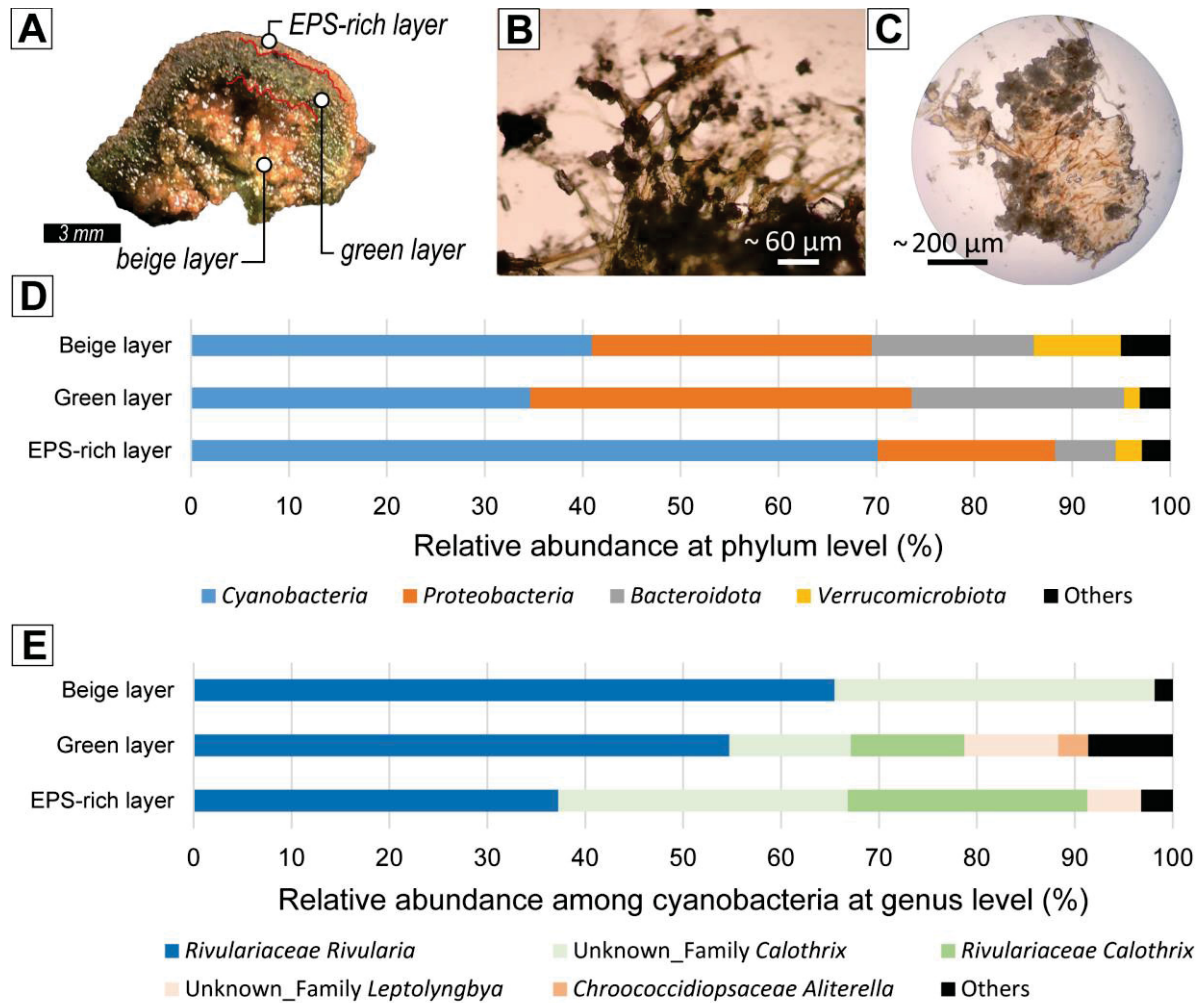 A
EPS-rich layer
3 mm
beige layer
green layer
B
~ 60 µm
C
~ 200 µm
D
Beige layer
Green layer
EPS-rich layer
0 10 20 30 40 50 60 70 80 90 100
Relative abundance at phylum level (%)
Cyanobacteria Proteobacteria Bacteroidota Verrucomicrobiota Others
E
Beige layer
Green layer
EPS-rich layer
0 10 20 30 40 50 60 70 80 90 100
Relative abundance among cyanobacteria at genus level (%)
Rivulariaceae Rivularia Unknown_Family Calothrix Rivulariaceae Calothrix
Unknown_Family Leptolyngbya Chroococcidiopsaceae Aliterella Others